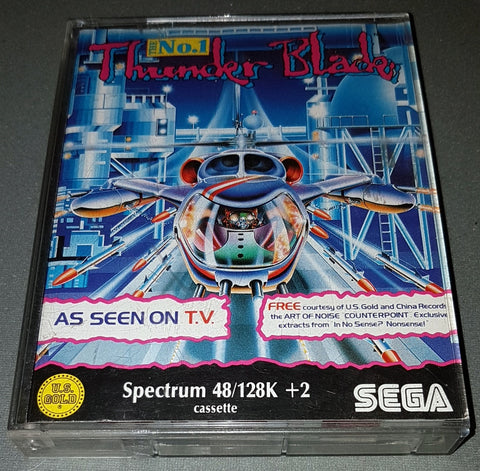 THE No.1
Thunder Blade
AS SEEN ON T.V.
FREE courtesy of U.S. Gold and China Records
the ART OF NOISE "COUNTERPOINT". Exclusive
extracts from 'In No Sense? Nonsense!'
U.S. GOLD
Spectrum 48/128K +2
cassette
SEGA